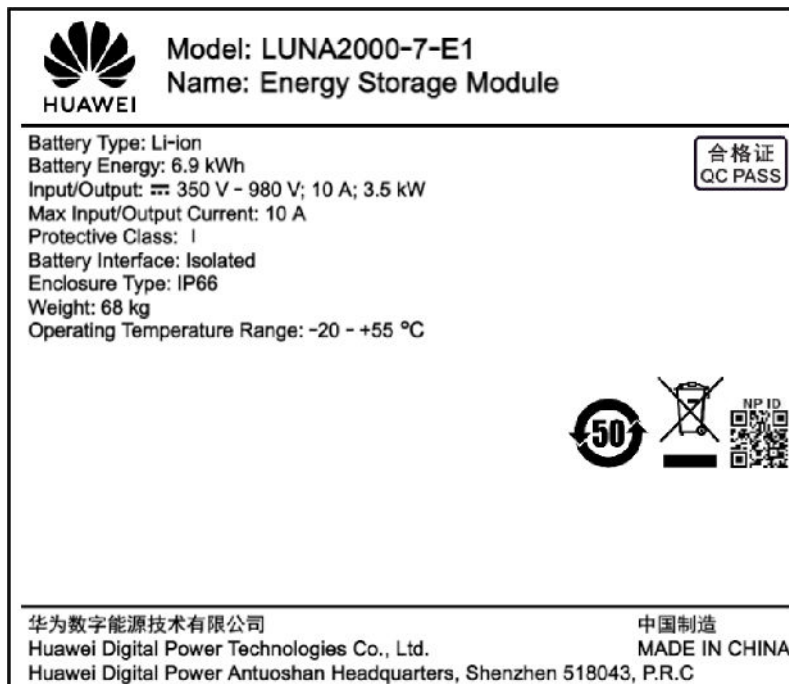 HUAWEI
Model: LUNA2000-7-E1
Name: Energy Storage Module
Battery Type: Li-ion
Battery Energy: 6.9 kWh
Input/Output: ⎓ 350 V - 980 V; 10 A; 3.5 kW
Max Input/Output Current: 10 A
Protective Class: I
Battery Interface: Isolated
Enclosure Type: IP66
Weight: 68 kg
Operating Temperature Range: -20 - +55 ºC
合格证
QC PASS
50
NP ID
华为数字能源技术有限公司
Huawei Digital Power Technologies Co., Ltd.
Huawei Digital Power Antuoshan Headquarters, Shenzhen 518043, P.R.C
中国制造
MADE IN CHINA